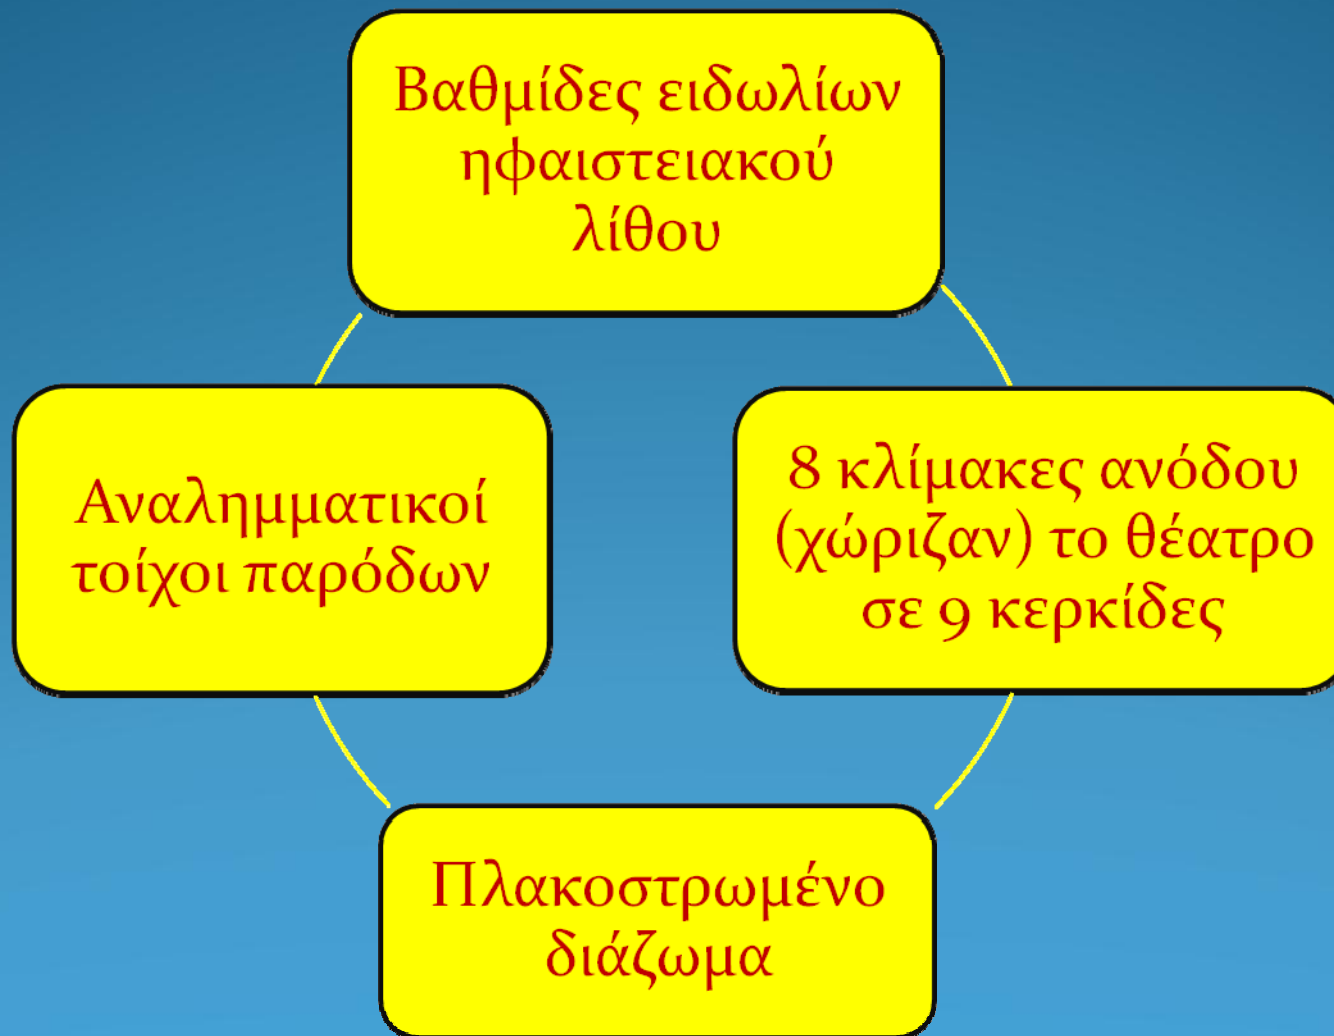 Βαθμίδες ειδωλίων
ηφαιστειακού
λίθου
Αναλημματικοί
τοίχοι παρόδων
8 κλίμακες ανόδου
(χώριζαν) το θέατρο
σε 9 κερκίδες
Πλακοστρωμένο
διάζωμα